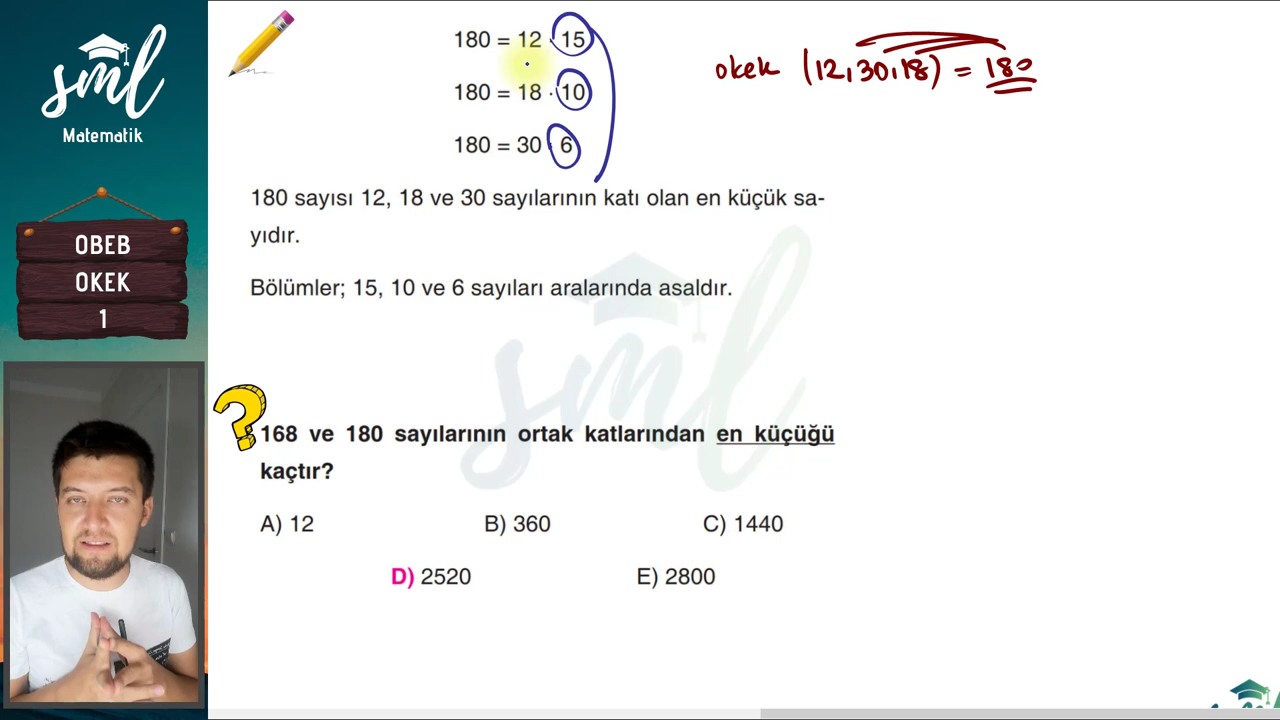 sml
Matematik
OBEB
OKEK
1
180 = 12 · 15
180 = 18 · 10
180 = 30 6
okek (12,30,18) = 180
180 sayısı 12, 18 ve 30 sayılarının katı olan en küçük sa-
yıdır.
Bölümler; 15, 10 ve 6 sayıları aralarında asaldır.
sml
? 168 ve 180 sayılarının ortak katlarından en küçüğü
kaçtır?
A) 12 B) 360 C) 1440
D) 2520 E) 2800